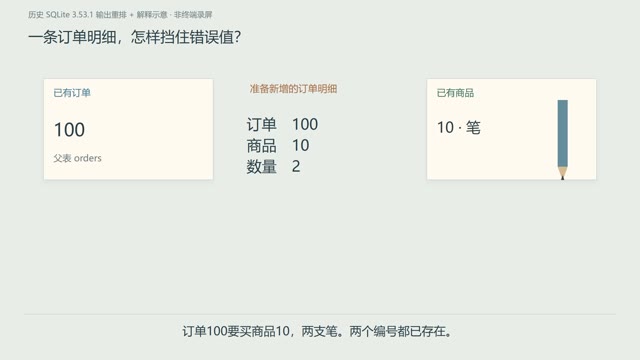 历史 SQLite 3.53.1 输出重排 + 解释示意 · 非终端录屏
一条订单明细，怎样挡住错误值？
已有订单
100
父表 orders
准备新增的订单明细
订单 100
商品 10
数量 2
已有商品
10 · 笔
订单100要买商品10，两支笔。两个编号都已存在。